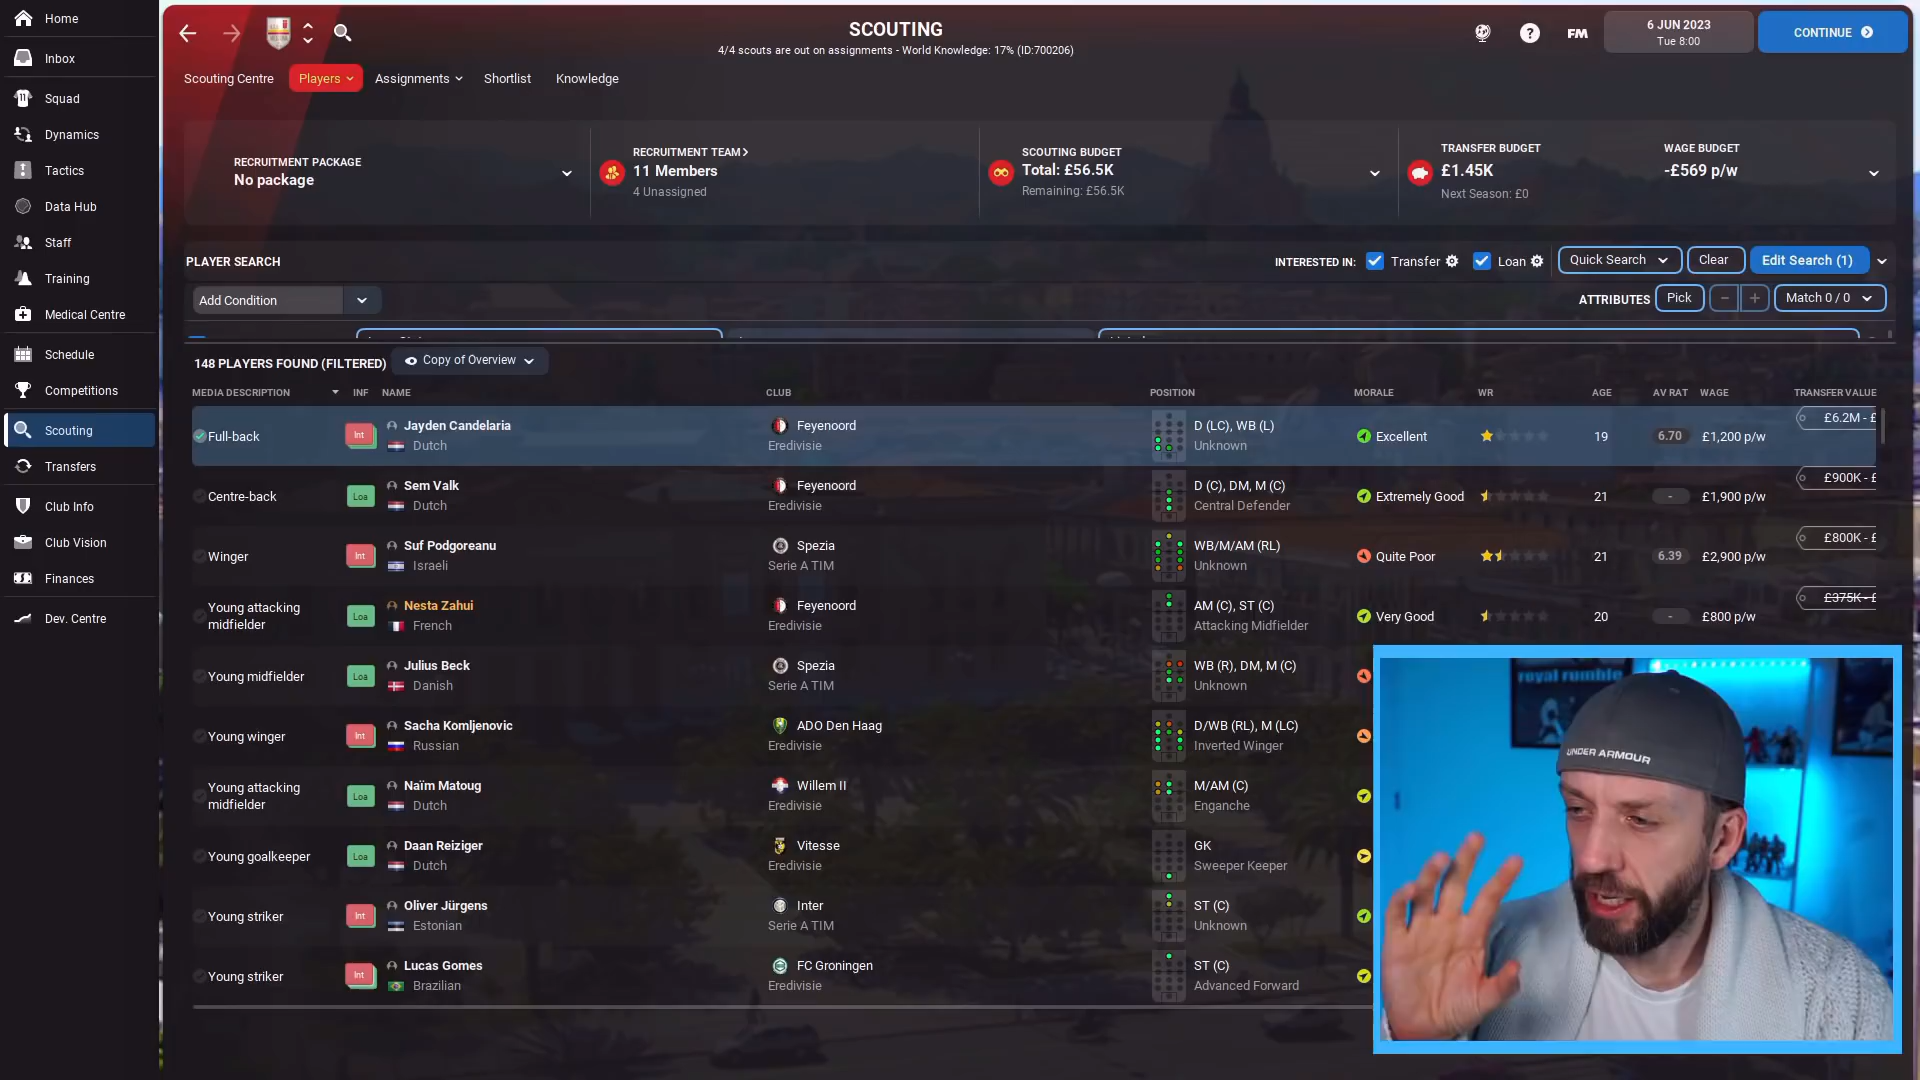 Home
Inbox
Squad
Dynamics
Tactics
Data Hub
Staff
Training
Medical Centre
Schedule
Competitions
Scouting
Transfers
Club Info
Club Vision
Finances
Dev. Centre
SCOUTING
4/4 scouts are out on assignments - World Knowledge: 17% (ID:700206)
FM
6 JUN 2023
Tue 8:00
CONTINUE
Scouting Centre Players Assignments Shortlist Knowledge
RECRUITMENT PACKAGE
No package
RECRUITMENT TEAM
11 Members
4 Unassigned
SCOUTING BUDGET
Total: £56.5K
Remaining: £56.5K
TRANSFER BUDGET
£1.45K
Next Season: £0
WAGE BUDGET
-£569 p/w
PLAYER SEARCH
INTERESTED IN: Transfer Loan Quick Search Clear Edit Search (1)
Add Condition
ATTRIBUTES Pick - + Match 0 / 0
148 PLAYERS FOUND (FILTERED) Copy of Overview
MEDIA DESCRIPTION INF NAME CLUB POSITION MORALE WR AGE AV RAT WAGE TRANSFER VALUE
Full-back Int Jayden Candelaria Feyenoord D (LC), WB (L) Excellent 19 6.70 £1,200 p/w £6.2M - £
Dutch Eredivisie Unknown
Centre-back Loa Sem Valk Feyenoord D (C), DM, M (C) Extremely Good 21 - £1,900 p/w £900K - £
Dutch Eredivisie Central Defender
Winger Int Suf Podgoreanu Spezia WB/M/AM (RL) Quite Poor 21 6.39 £2,900 p/w £800K - £
Israeli Serie A TIM Unknown
Young attacking midfielder Loa Nesta Zahui Feyenoord AM (C), ST (C) Very Good 20 - £800 p/w £375K - £
French Eredivisie Attacking Midfielder
Young midfielder Loa Julius Beck Spezia WB (R), DM, M (C)
Danish Serie A TIM Unknown
Young winger Int Sacha Komljenovic ADO Den Haag D/WB (RL), M (LC)
Russian Eredivisie Inverted Winger
Young attacking midfielder Loa Naïm Matoug Willem II M/AM (C)
Dutch Eredivisie Enganche
Young goalkeeper Loa Daan Reiziger Vitesse GK
Dutch Eredivisie Sweeper Keeper
Young striker Int Oliver Jürgens Inter ST (C)
Estonian Serie A TIM Unknown
Young striker Int Lucas Gomes FC Groningen ST (C)
Brazilian Eredivisie Advanced Forward
royal rumble
UNDER ARMOUR